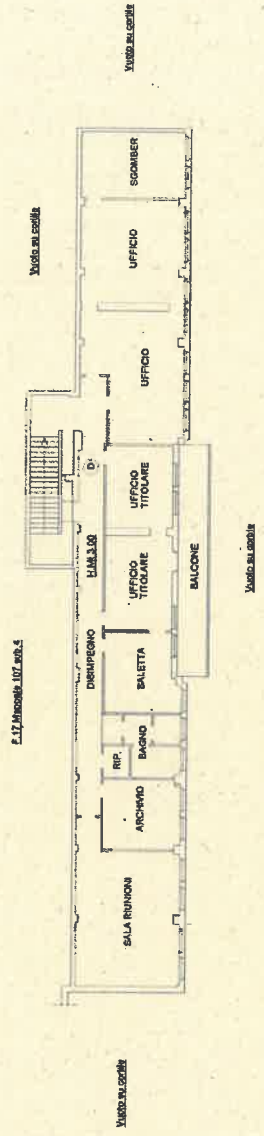 Vuoto su cortile
Vuoto su cortile
SGOMBER
UFFICIO
UFFICIO
D
UFFICIO
TITOLARE
UFFICIO
TITOLARE
H.Mt.3.00
BALCONE
Vuoto su cortile
DISIMPEGNO
SALETTA
F.17 Mappale 107 sub.4
BAGNO
RIP.
ARCHIVIO
SALA RIUNIONI
Vuoto su cortile